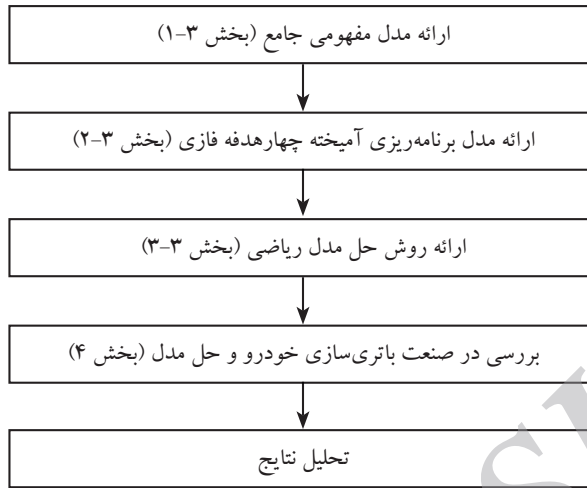 ارائه مدل مفهومی جامع (بخش ۳-۱)
ارائه مدل برنامه‌ریزی آمیخته چهارهدفه فازی (بخش ۳-۲)
ارائه روش حل مدل ریاضی (بخش ۳-۳)
بررسی در صنعت باتری‌سازی خودرو و حل مدل (بخش ۴)
تحلیل نتایج